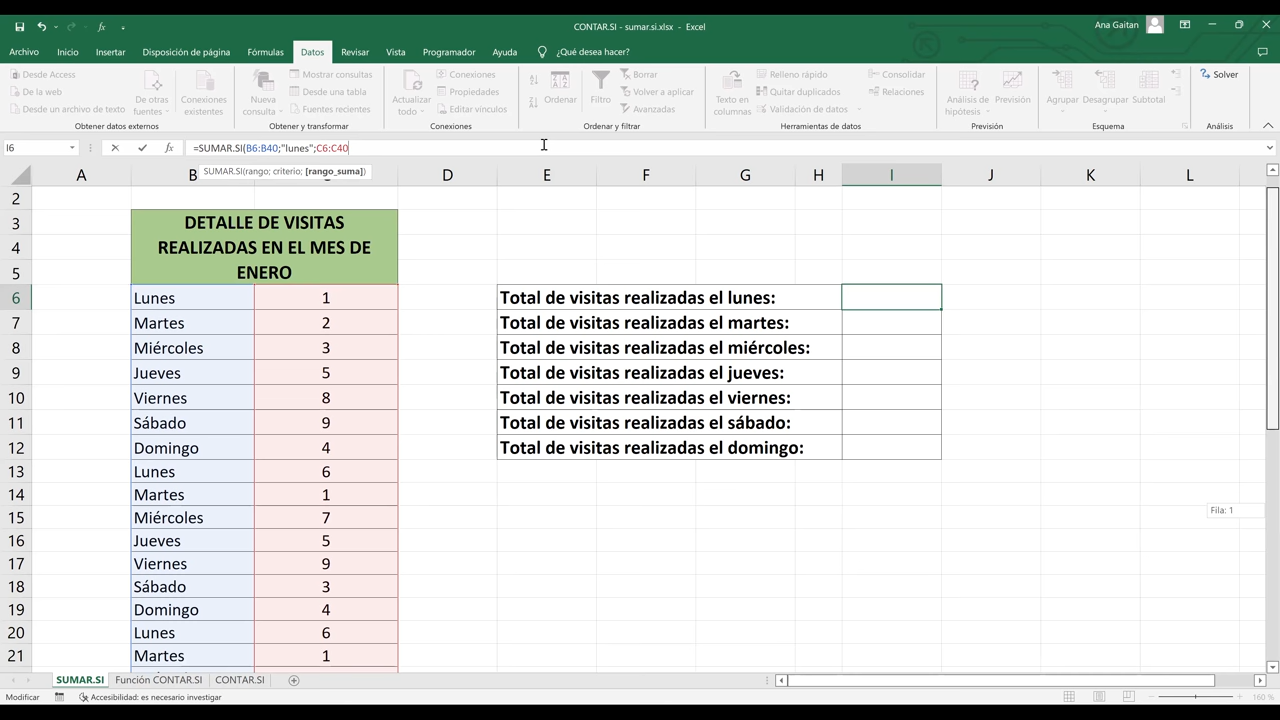 CONTAR.SI - sumar.si.xlsx - Excel
Ana Gaitan
Archivo Inicio Insertar Disposición de página Fórmulas Datos Revisar Vista Programador Ayuda ¿Qué desea hacer?
Desde Access
De la web
Desde un archivo de texto
De otras fuentes
Conexiones existentes
Obtener datos externos
Nueva consulta
Mostrar consultas
Desde una tabla
Fuentes recientes
Obtener y transformar
Actualizar todo
Conexiones
Propiedades
Editar vínculos
Conexiones
Ordenar
Filtro
Borrar
Volver a aplicar
Avanzadas
Ordenar y filtrar
Texto en columnas
Relleno rápido
Quitar duplicados
Validación de datos
Consolidar
Relaciones
Herramientas de datos
Análisis de hipótesis
Previsión
Previsión
Agrupar
Desagrupar
Subtotal
Esquema
Solver
Análisis
I6 fx =SUMAR.SI(B6:B40;"lunes";C6:C40
SUMAR.SI(rango; criterio; [rango_suma])
A B D E F G H I J K L
2
3 DETALLE DE VISITAS
4 REALIZADAS EN EL MES DE
5 ENERO
6 Lunes 1 Total de visitas realizadas el lunes:
7 Martes 2 Total de visitas realizadas el martes:
8 Miércoles 3 Total de visitas realizadas el miércoles:
9 Jueves 5 Total de visitas realizadas el jueves:
10 Viernes 8 Total de visitas realizadas el viernes:
11 Sábado 9 Total de visitas realizadas el sábado:
12 Domingo 4 Total de visitas realizadas el domingo:
13 Lunes 6
14 Martes 1
15 Miércoles 7
Fila: 1
16 Jueves 5
17 Viernes 9
18 Sábado 3
19 Domingo 4
20 Lunes 6
21 Martes 1
SUMAR.SI Función CONTAR.SI CONTAR.SI
Modificar Accesibilidad: es necesario investigar 160 %